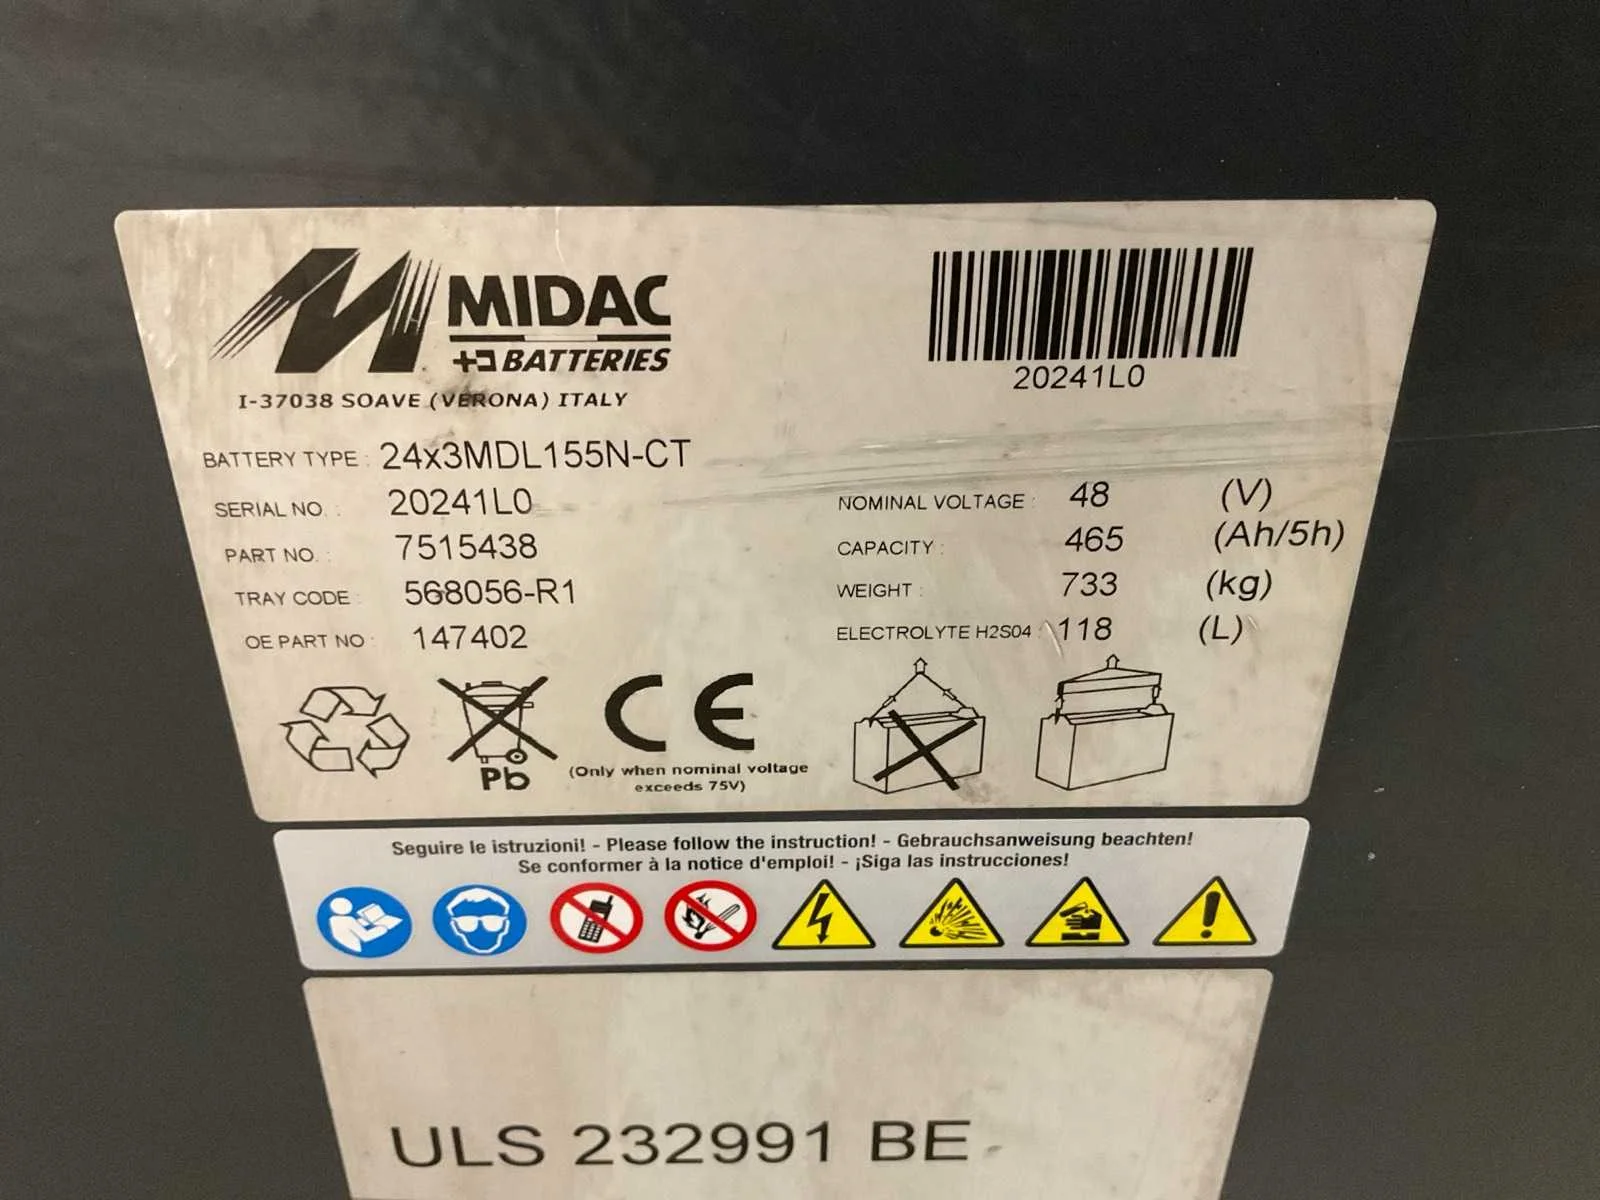 MIDAC
BATTERIES
I-37038 SOAVE (VERONA) ITALY
20241L0
BATTERY TYPE : 24x3MDL155N-CT
SERIAL NO. : 20241L0
PART NO. : 7515438
TRAY CODE : 568056-R1
OE PART NO : 147402
NOMINAL VOLTAGE : 48 (V)
CAPACITY : 465 (Ah/5h)
WEIGHT : 733 (kg)
ELECTROLYTE H2S04 : 118 (L)
Pb
CE
(Only when nominal voltage
exceeds 75V)
Seguire le istruzioni! - Please follow the instruction! - Gebrauchsanweisung beachten!
Se conformer à la notice d'emploi! - ¡Siga las instrucciones!
ULS 232991 BE